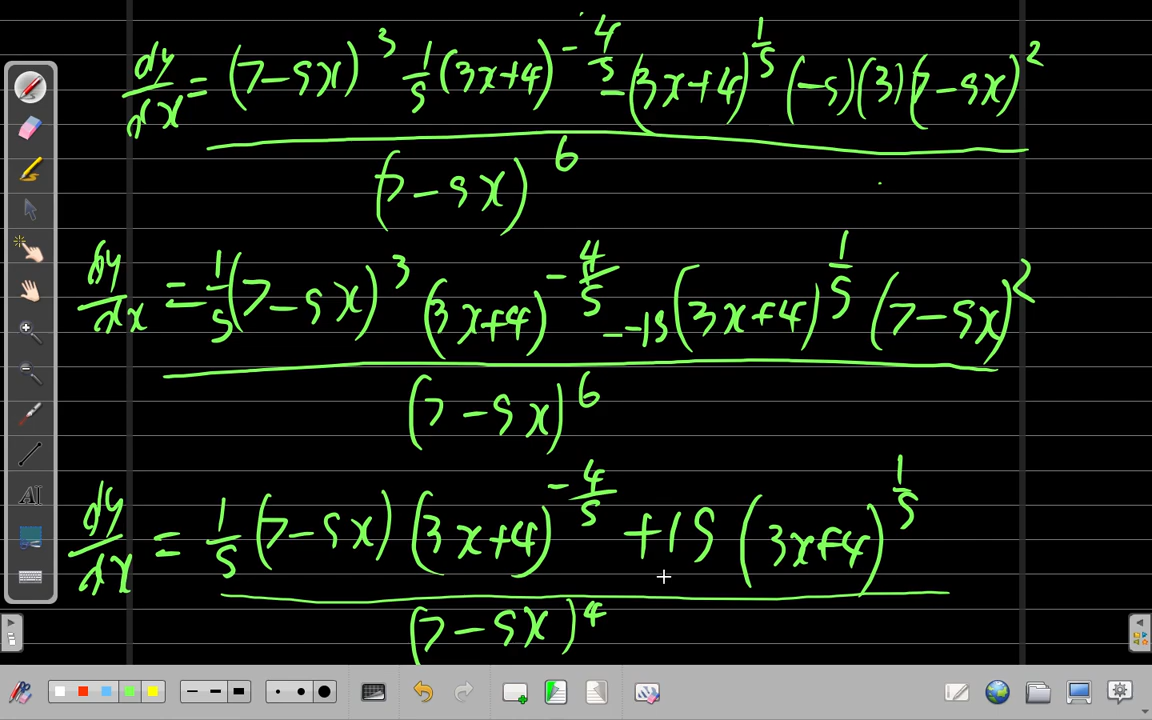 dy/dx = (7-5x)^3 1/5 (3x+4)^{-4/5} - (3x+4)^{1/5} (-5)(3)(7-5x)^2
(7-5x)^6
dy/dx = 1/5 (7-5x)^3 (3x+4)^{-4/5} - -15 (3x+4)^{1/5} (7-5x)^2
(7-5x)^6
dy/dx = 1/5 (7-5x) (3x+4)^{-4/5} +15 (3x+4)^{1/5}
(7-5x)^4